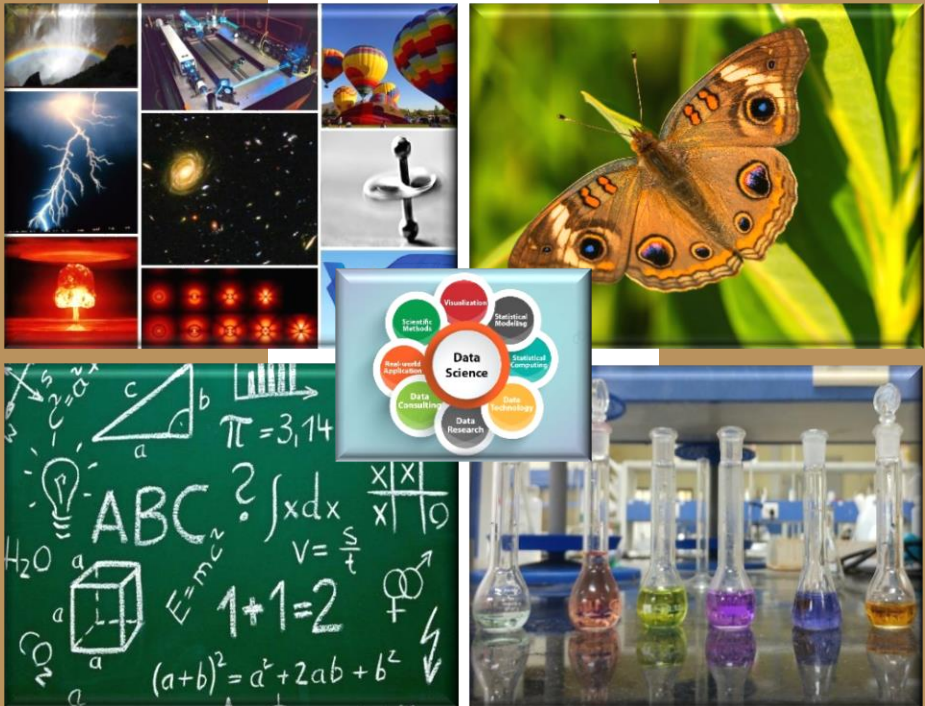 Visualization
Statistical
Modeling
Statistical
Computing
Data
Technology
Data
Research
Data
Consulting
Real-world
Application
Scientific
Methods
Data
Science
c
b
a
π = 3,14
ABC
?
∫xdx
X X
X O
V = s/t
H₂O
a
a
a
E=mc²
1+1=2
CO₂
(a+b)² = a² + 2ab + b²